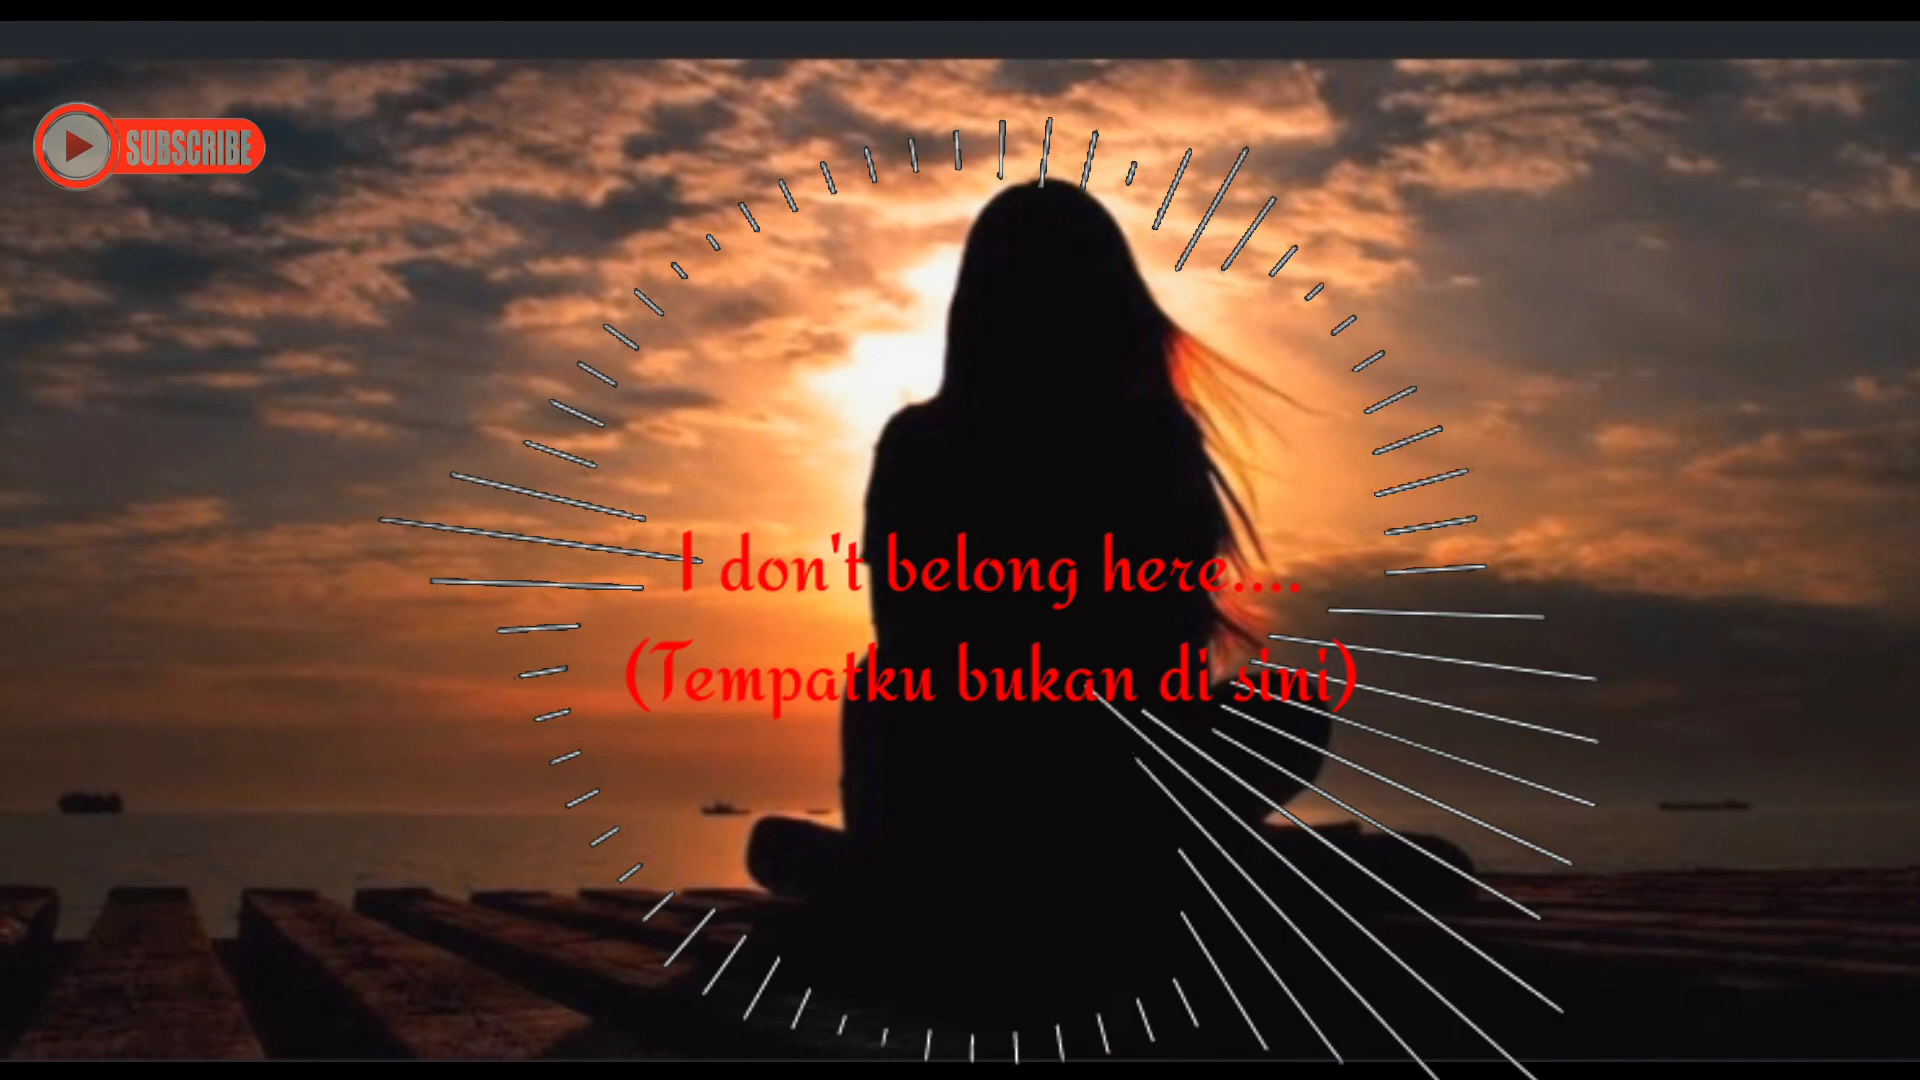 SUBSCRIBE
I don't belong here....
(Tempatku bukan di sini)